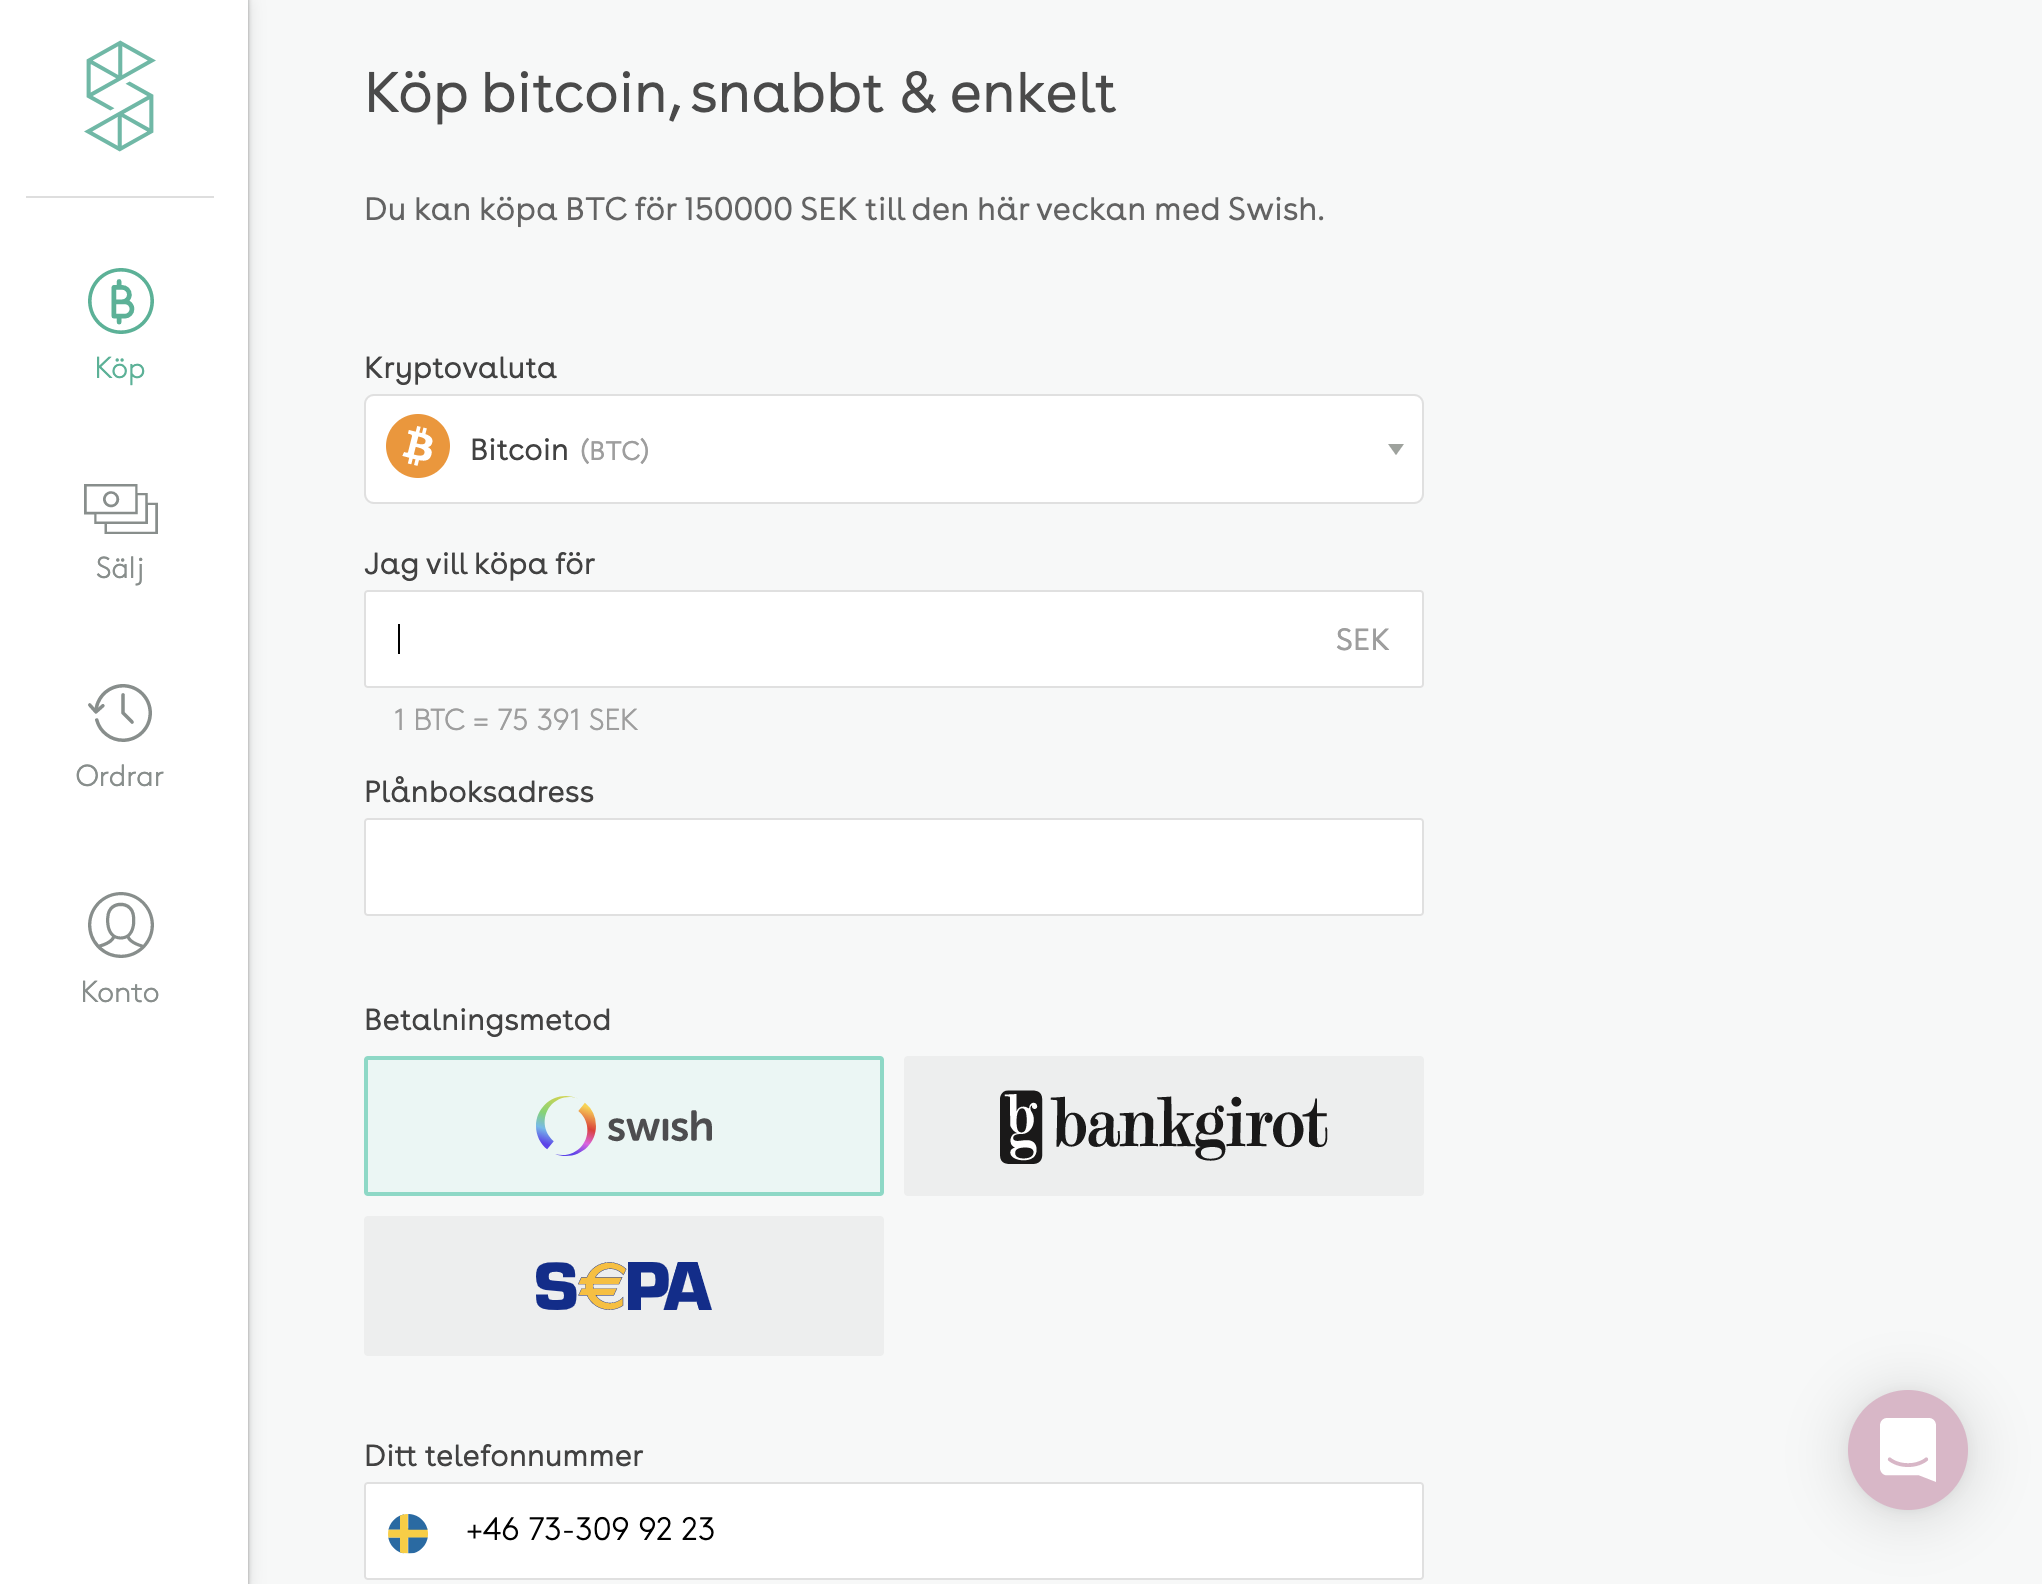 Köp bitcoin, snabbt & enkelt
Du kan köpa BTC för 150000 SEK till den här veckan med Swish.
Köp
Sälj
Ordrar
Konto
Kryptovaluta
Bitcoin (BTC)
Jag vill köpa för
SEK
1 BTC = 75 391 SEK
Plånboksadress
Betalningsmetod
swish
bg bankgirot
S€PA
Ditt telefonnummer
+46 73-309 92 23